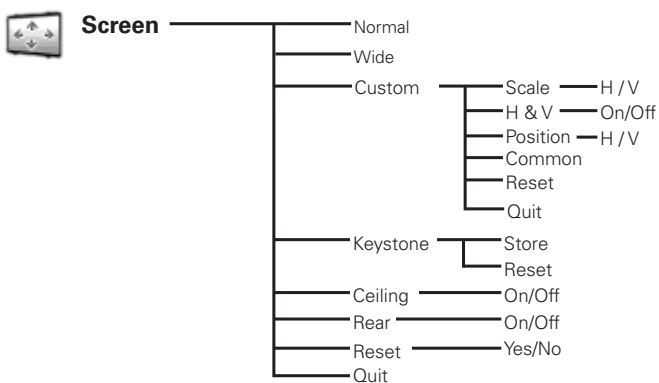 Screen
Normal
Wide
Custom
Scale H / V
H & V On/Off
Position H / V
Common
Reset
Quit
Keystone Store
Reset
Ceiling On/Off
Rear On/Off
Reset Yes/No
Quit